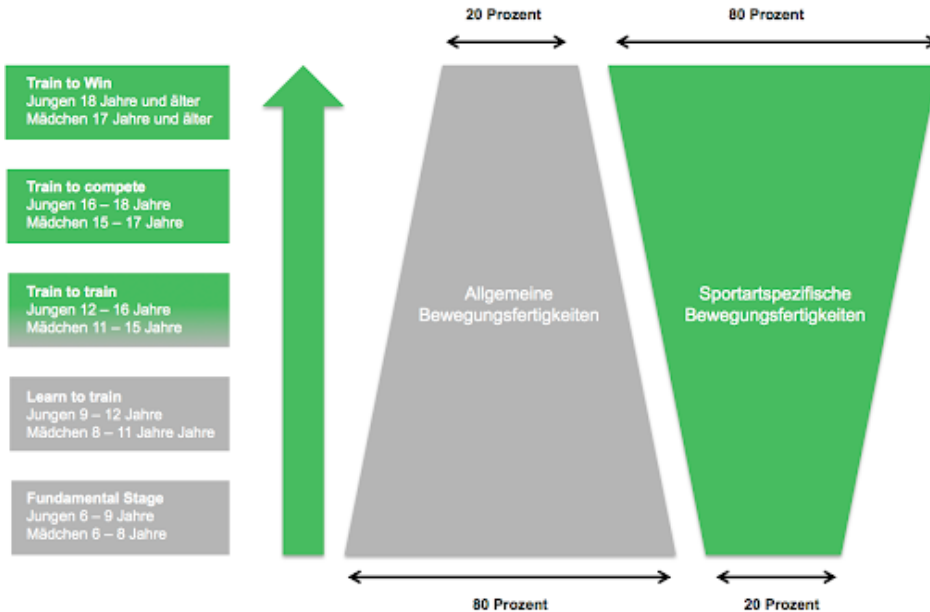 20 Prozent
80 Prozent
Train to Win
Jungen 18 Jahre und älter
Mädchen 17 Jahre und älter
Train to compete
Jungen 16 – 18 Jahre
Mädchen 15 – 17 Jahre
Train to train
Jungen 12 – 16 Jahre
Mädchen 11 – 15 Jahre
Allgemeine
Bewegungsfertigkeiten
Sportartspezifische
Bewegungsfertigkeiten
Learn to train
Jungen 9 – 12 Jahre
Mädchen 8 – 11 Jahre Jahre
Fundamental Stage
Jungen 6 – 9 Jahre
Mädchen 6 – 8 Jahre
80 Prozent
20 Prozent